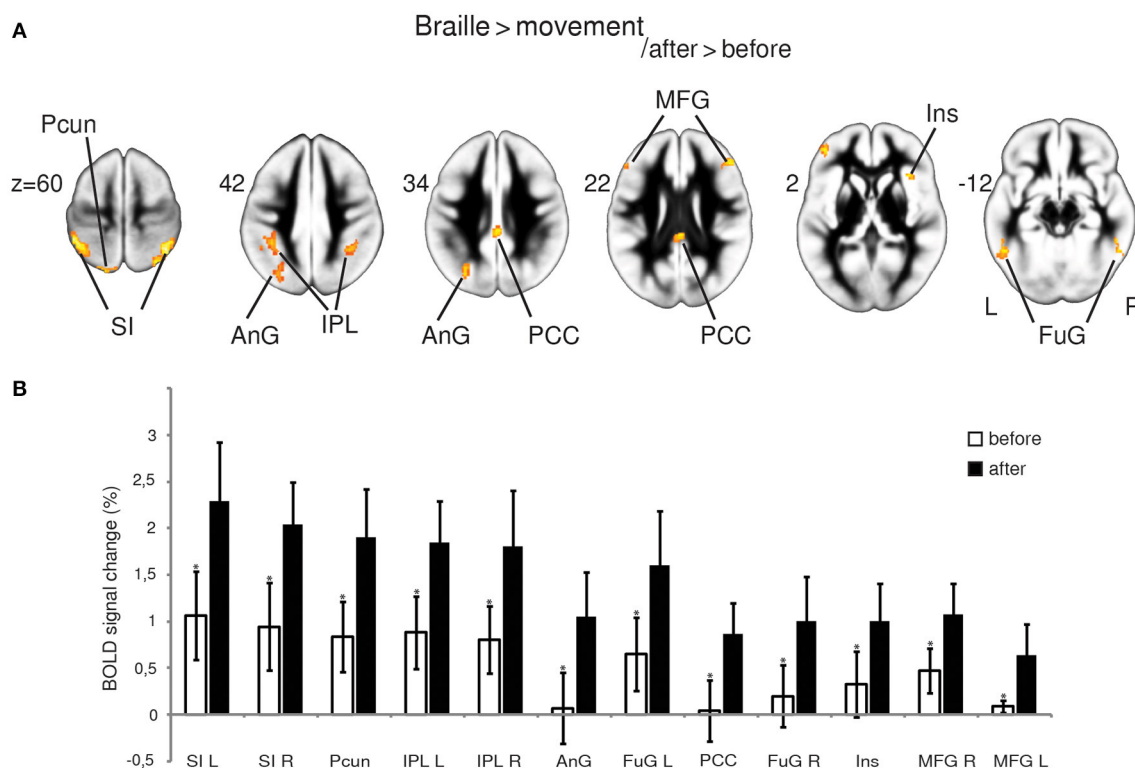 A
Braille > movement
/after > before
MFG
Ins
Pcun
z=60
42
34
22
2
-12
SI
AnG
IPL
AnG
PCC
PCC
L
FuG
B
BOLD signal change (%)
3
2,5
2
1,5
1
0,5
0
-0,5
before
after
* * * * * * * * * * * *
SI L SI R Pcun IPL L IPL R AnG FuG L PCC FuG R Ins MFG R MFG L